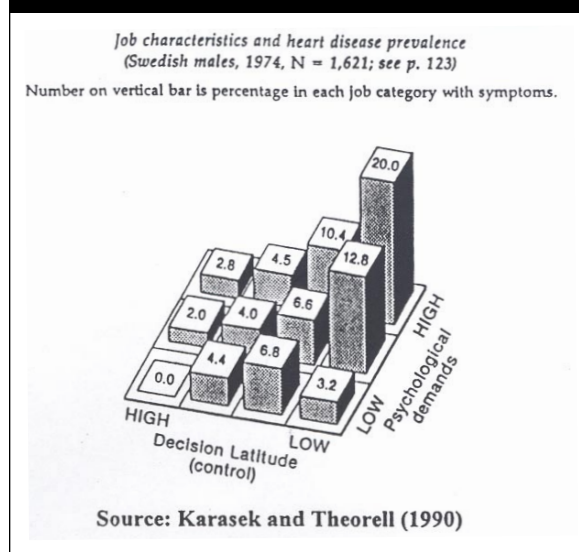 Job characteristics and heart disease prevalence
(Swedish males, 1974, N = 1,621; see p. 123)
Number on vertical bar is percentage in each job category with symptoms.
20.0
10.4
12.8
2.8
4.5
2.0
4.0
6.6
0.0
4.4
6.8
3.2
HIGH
LOW
Psychological
demands
HIGH
LOW
Decision Latitude
(control)
Source: Karasek and Theorell (1990)